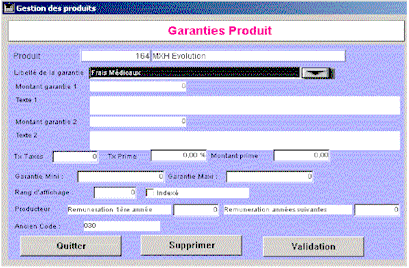 Gestion des produits
Garanties Produit
Produit 164 MXH Evolution
Libellé de la garantie Frais Médicaux
Montant garantie 1 0
Texte 1
Montant garantie 2 0
Texte 2
Tx Taxes 0 Tx Prime 0,00 % Montant prime 0,00
Garantie Mini : 0 Garantie Maxi : 0
Rang d'affichage 0 Indexé
Producteur Remuneration 1ère année 0 Remuneration années suivantes 0
Ancien Code : 030
Quitter Supprimer Validation